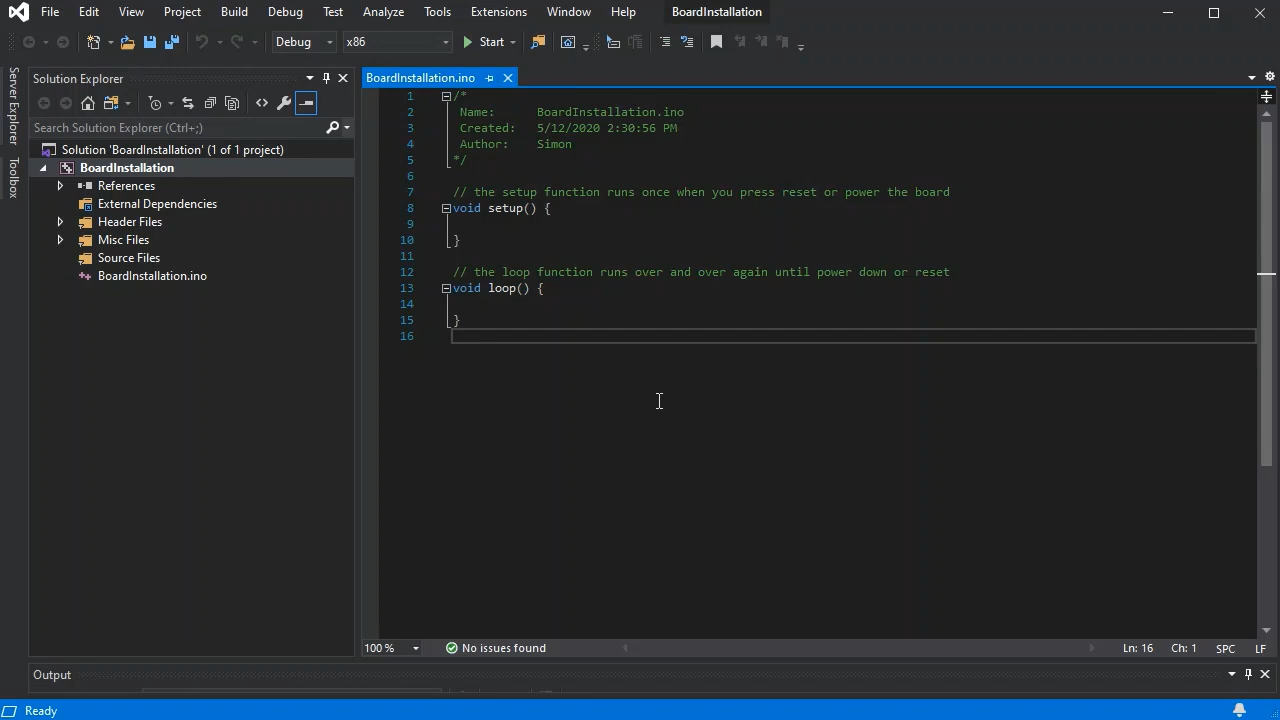 File Edit View Project Build Debug Test Analyze Tools Extensions Window Help BoardInstallation
Debug x86 Start
Server Explorer
Toolbox
Solution Explorer
Search Solution Explorer (Ctrl+;)
Solution 'BoardInstallation' (1 of 1 project)
BoardInstallation
References
External Dependencies
Header Files
Misc Files
Source Files
BoardInstallation.ino
BoardInstallation.ino
1 /*
2 Name: BoardInstallation.ino
3 Created: 5/12/2020 2:30:56 PM
4 Author: Simon
5 */
6
7 // the setup function runs once when you press reset or power the board
8 void setup() {
9
10 }
11
12 // the loop function runs over and over again until power down or reset
13 void loop() {
14
15 }
16
100 % No issues found Ln: 16 Ch: 1 SPC LF
Output
Ready